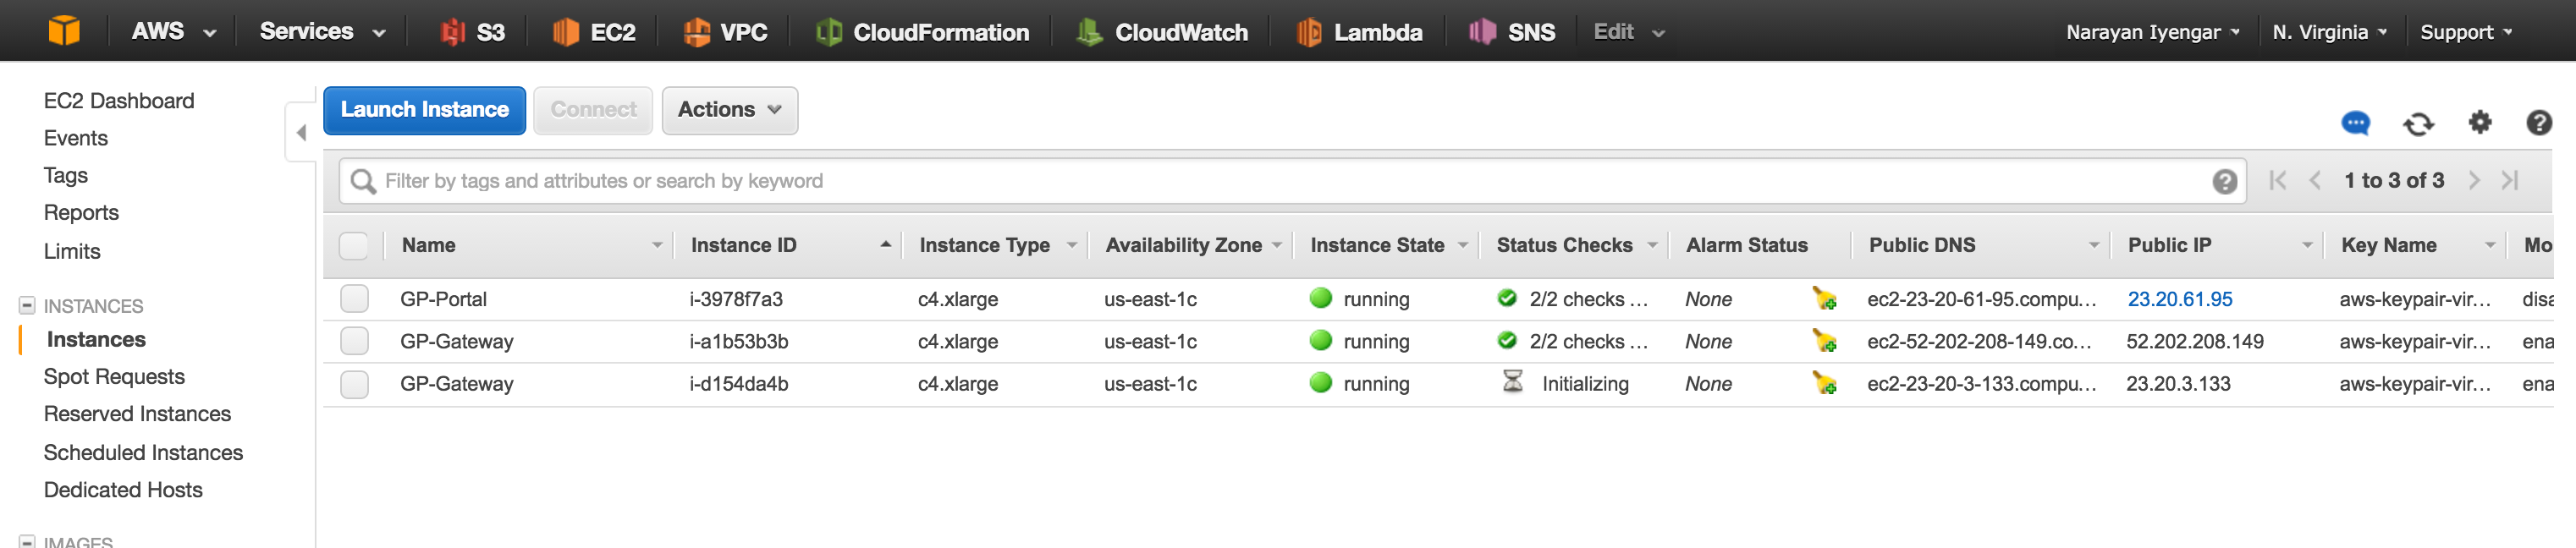 AWS Services S3 EC2 VPC CloudFormation CloudWatch Lambda SNS Edit Narayan Iyengar N. Virginia Support
EC2 Dashboard
Events
Tags
Reports
Limits
INSTANCES
Instances
Spot Requests
Reserved Instances
Scheduled Instances
Dedicated Hosts
IMAGES
Launch Instance Connect Actions
Filter by tags and attributes or search by keyword 1 to 3 of 3
Name Instance ID Instance Type Availability Zone Instance State Status Checks Alarm Status Public DNS Public IP Key Name Mo
GP-Portal i-3978f7a3 c4.xlarge us-east-1c running 2/2 checks ... None ec2-23-20-61-95.compu... 23.20.61.95 aws-keypair-vir... disa
GP-Gateway i-a1b53b3b c4.xlarge us-east-1c running 2/2 checks ... None ec2-52-202-208-149.co... 52.202.208.149 aws-keypair-vir... ena
GP-Gateway i-d154da4b c4.xlarge us-east-1c running Initializing None ec2-23-20-3-133.compu... 23.20.3.133 aws-keypair-vir... ena